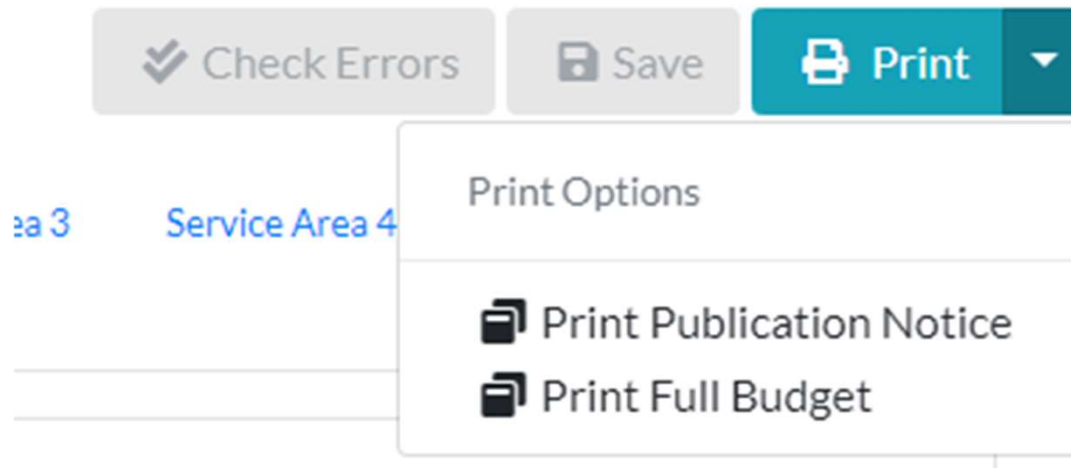 Check Errors Save Print
Print Options
ea 3 Service Area 4
Print Publication Notice
Print Full Budget